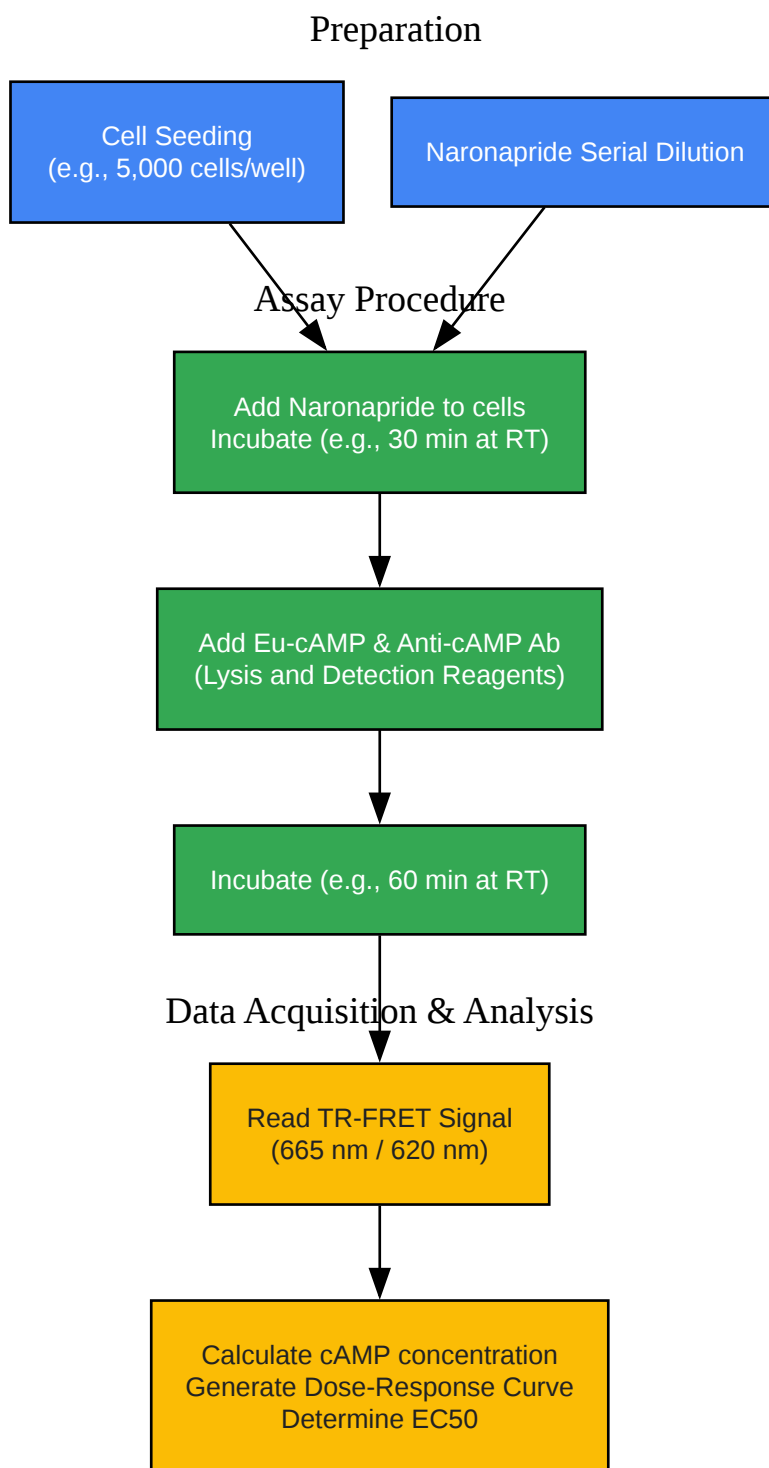 Preparation
Cell Seeding
(e.g., 5,000 cells/well)
Naronapride Serial Dilution
Assay Procedure
Add Naronapride to cells
Incubate (e.g., 30 min at RT)
Add Eu-cAMP & Anti-cAMP Ab
(Lysis and Detection Reagents)
Incubate (e.g., 60 min at RT)
Data Acquisition & Analysis
Read TR-FRET Signal
(665 nm / 620 nm)
Calculate cAMP concentration
Generate Dose-Response Curve
Determine EC50